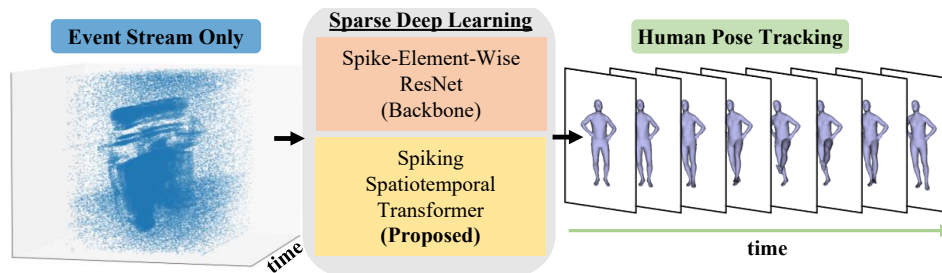 Event Stream Only
time
Sparse Deep Learning
Spike-Element-Wise
ResNet
(Backbone)
Spiking
Spatiotemporal
Transformer
(Proposed)
Human Pose Tracking
time